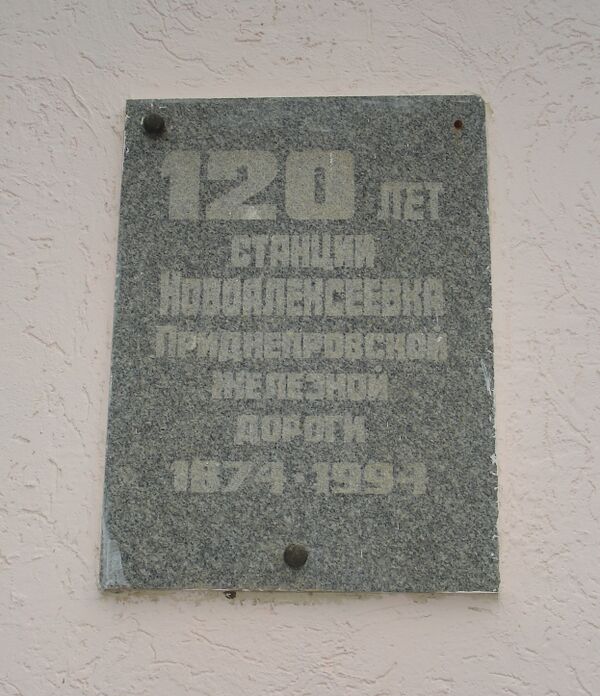 120 ЛЕТ
СТАНЦИИ
НОВОАЛЕКСЕЕВКА
ПРИДНЕПРОВСКОЙ
ЖЕЛЕЗНОЙ
ДОРОГИ
1874-1994